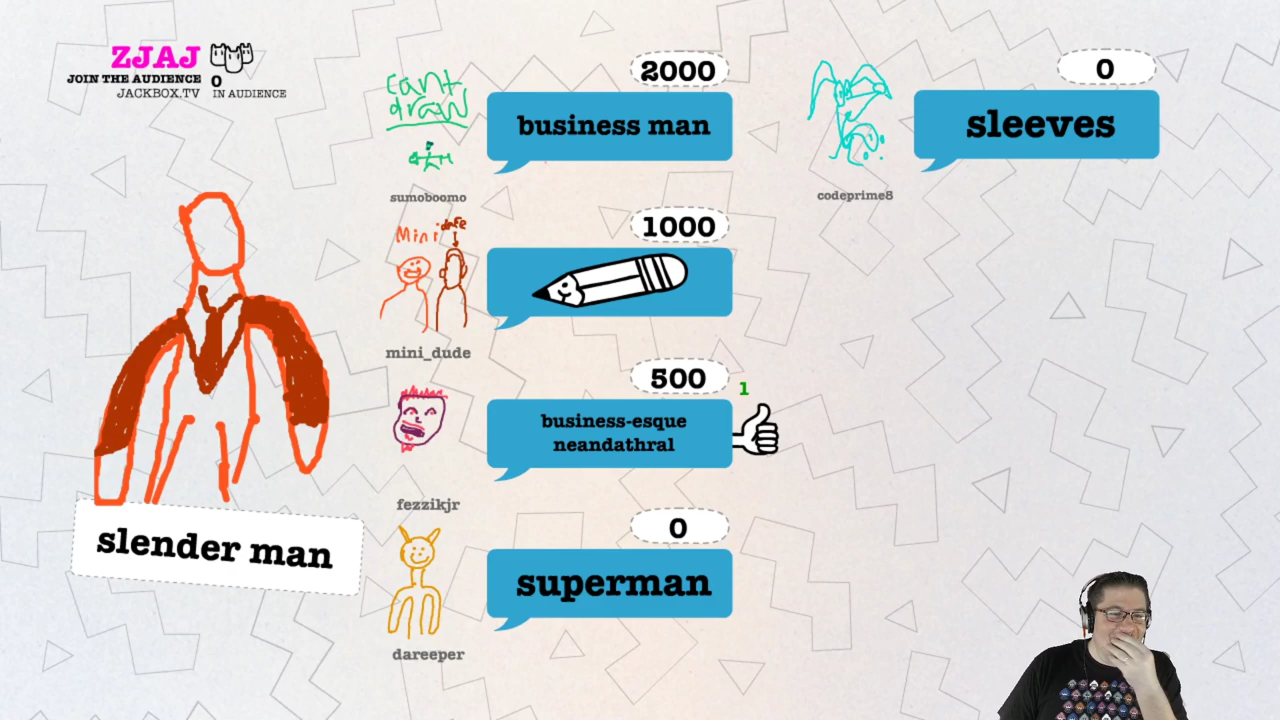 ZJAJ
JOIN THE AUDIENCE
JACKBOX.TV
0
IN AUDIENCE
slender man
cant
draw
sumoboomo
2000
business man
Mini
dude
mini_dude
1000
fezzikjr
500
1
business-esque
neandathral
dareeper
0
superman
codeprime8
0
sleeves